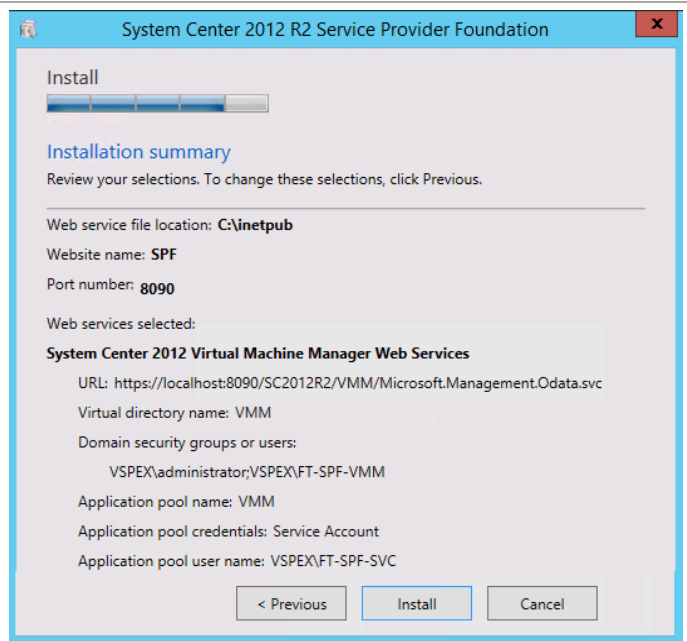 System Center 2012 R2 Service Provider Foundation
x
Install
Installation summary
Review your selections. To change these selections, click Previous.
Web service file location: C:\inetpub
Website name: SPF
Port number: 8090
Web services selected:
System Center 2012 Virtual Machine Manager Web Services
URL: https://localhost:8090/SC2012R2/VMM/Microsoft.Management.Odata.svc
Virtual directory name: VMM
Domain security groups or users:
VSPEX\administrator;VSPEX\FT-SPF-VMM
Application pool name: VMM
Application pool credentials: Service Account
Application pool user name: VSPEX\FT-SPF-SVC
< Previous
Install
Cancel